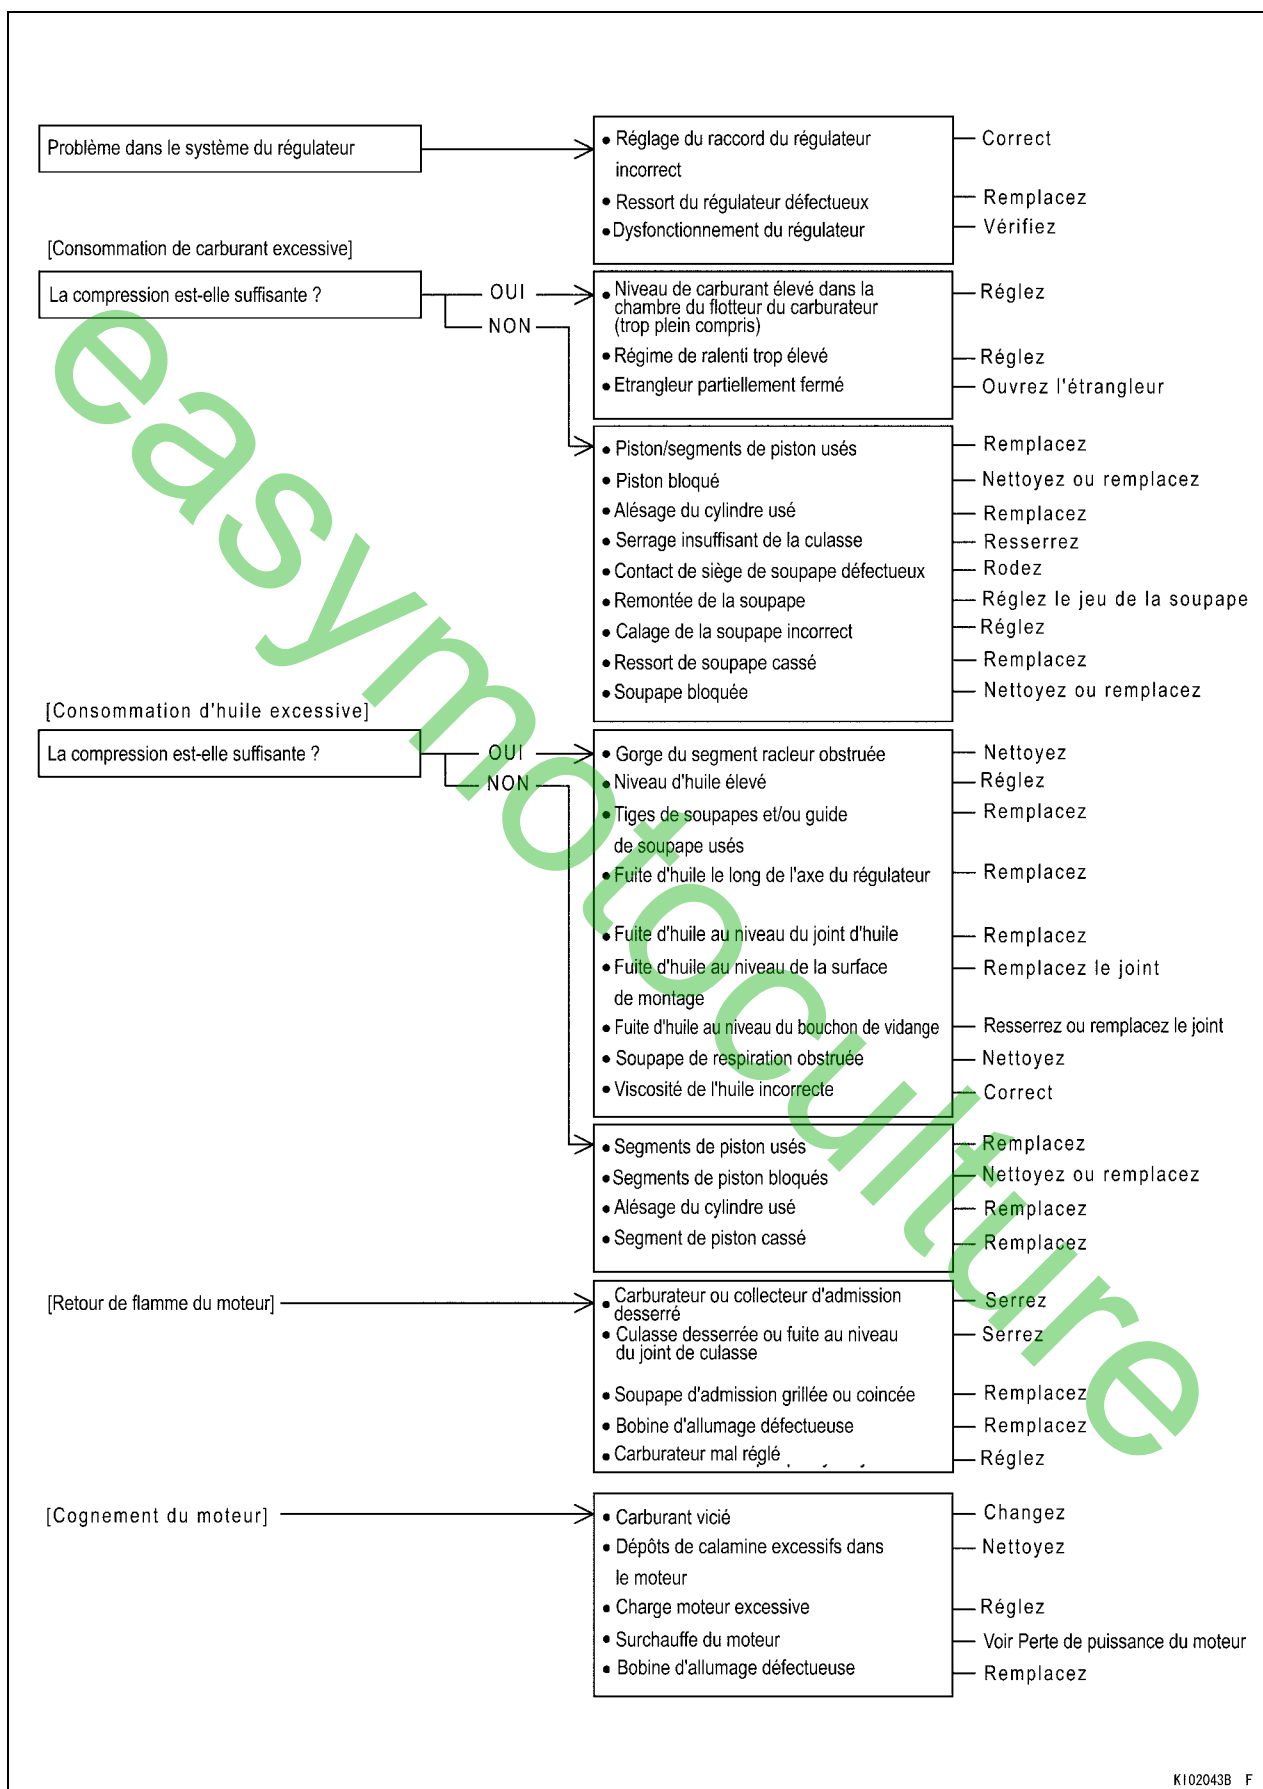 Problème dans le système du régulateur
• Réglage du raccord du régulateur
incorrect
Correct
• Ressort du régulateur défectueux
Remplacez
• Dysfonctionnement du régulateur
Vérifiez
[Consommation de carburant excessive]
La compression est-elle suffisante ?
OUI
NON
• Niveau de carburant élevé dans la
chambre du flotteur du carburateur
(trop plein compris)
Réglez
• Régime de ralenti trop élevé
Réglez
• Etrangleur partiellement fermé
Ouvrez l'étrangleur
• Piston/segments de piston usés
Remplacez
• Piston bloqué
Nettoyez ou remplacez
• Alésage du cylindre usé
Remplacez
• Serrage insuffisant de la culasse
Resserrez
• Contact de siège de soupape défectueux
Rodez
• Remontée de la soupape
Réglez le jeu de la soupape
• Calage de la soupape incorrect
Réglez
• Ressort de soupape cassé
Remplacez
• Soupape bloquée
Nettoyez ou remplacez
[Consommation d'huile excessive]
La compression est-elle suffisante ?
OUI
NON
• Gorge du segment racleur obstruée
Nettoyez
• Niveau d'huile élevé
Réglez
• Tiges de soupapes et/ou guide
de soupape usés
Remplacez
• Fuite d'huile le long de l'axe du régulateur
Remplacez
• Fuite d'huile au niveau du joint d'huile
Remplacez
• Fuite d'huile au niveau de la surface
de montage
Remplacez le joint
• Fuite d'huile au niveau du bouchon de vidange
Resserrez ou remplacez le joint
• Soupape de respiration obstruée
Nettoyez
• Viscosité de l'huile incorrecte
Correct
• Segments de piston usés
Remplacez
• Segments de piston bloqués
Nettoyez ou remplacez
• Alésage du cylindre usé
Remplacez
• Segment de piston cassé
Remplacez
[Retour de flamme du moteur]
• Carburateur ou collecteur d'admission
desserré
Serrez
• Culasse desserrée ou fuite au niveau
du joint de culasse
Serrez
• Soupape d'admission grillée ou coincée
Remplacez
• Bobine d'allumage défectueuse
Remplacez
• Carburateur mal réglé
Réglez
[Cognement du moteur]
• Carburant vicié
Changez
• Dépôts de calamine excessifs dans
le moteur
Nettoyez
• Charge moteur excessive
Réglez
• Surchauffe du moteur
Voir Perte de puissance du moteur
• Bobine d'allumage défectueuse
Remplacez
easymotoculture
KI02043B F